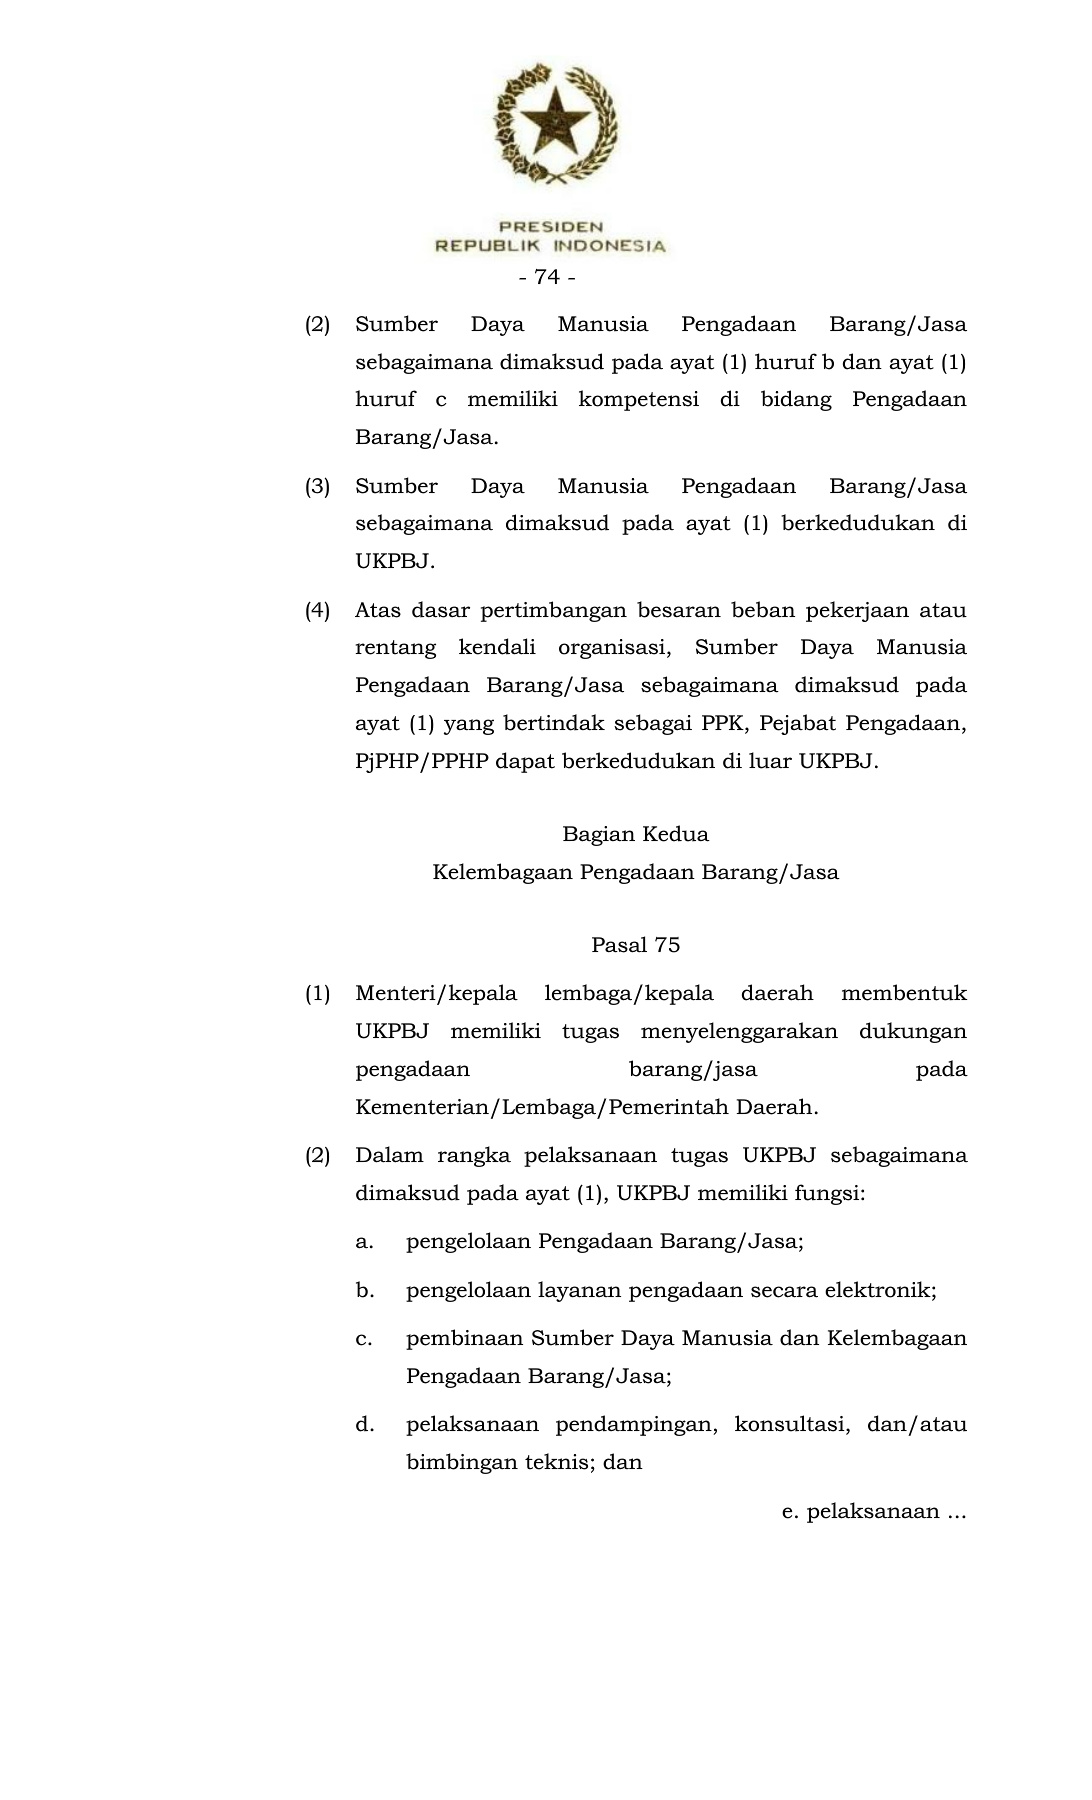 PRESIDEN
REPUBLIK INDONESIA
- 74 -
(2) Sumber Daya Manusia Pengadaan Barang/Jasa
sebagaimana dimaksud pada ayat (1) huruf b dan ayat (1)
huruf c memiliki kompetensi di bidang Pengadaan
Barang/Jasa.
(3) Sumber Daya Manusia Pengadaan Barang/Jasa
sebagaimana dimaksud pada ayat (1) berkedudukan di
UKPBJ.
(4) Atas dasar pertimbangan besaran beban pekerjaan atau
rentang kendali organisasi, Sumber Daya Manusia
Pengadaan Barang/Jasa sebagaimana dimaksud pada
ayat (1) yang bertindak sebagai PPK, Pejabat Pengadaan,
PjPHP/PPHP dapat berkedudukan di luar UKPBJ.
Bagian Kedua
Kelembagaan Pengadaan Barang/Jasa
Pasal 75
(1) Menteri/kepala lembaga/kepala daerah membentuk
UKPBJ memiliki tugas menyelenggarakan dukungan
pengadaan barang/jasa pada
Kementerian/Lembaga/Pemerintah Daerah.
(2) Dalam rangka pelaksanaan tugas UKPBJ sebagaimana
dimaksud pada ayat (1), UKPBJ memiliki fungsi:
a. pengelolaan Pengadaan Barang/Jasa;
b. pengelolaan layanan pengadaan secara elektronik;
c. pembinaan Sumber Daya Manusia dan Kelembagaan
Pengadaan Barang/Jasa;
d. pelaksanaan pendampingan, konsultasi, dan/atau
bimbingan teknis; dan
e. pelaksanaan ...